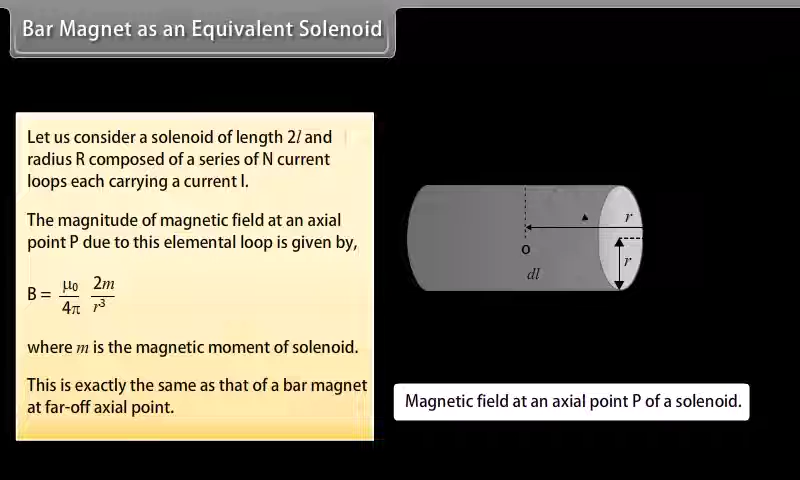 Bar Magnet as an Equivalent Solenoid
Let us consider a solenoid of length 2l and
radius R composed of a series of N current
loops each carrying a current I.
The magnitude of magnetic field at an axial
point P due to this elemental loop is given by,
B = μ₀/4π 2m/r³
where m is the magnetic moment of solenoid.
This is exactly the same as that of a bar magnet
at far-off axial point.
r
O
r
dl
Magnetic field at an axial point P of a solenoid.